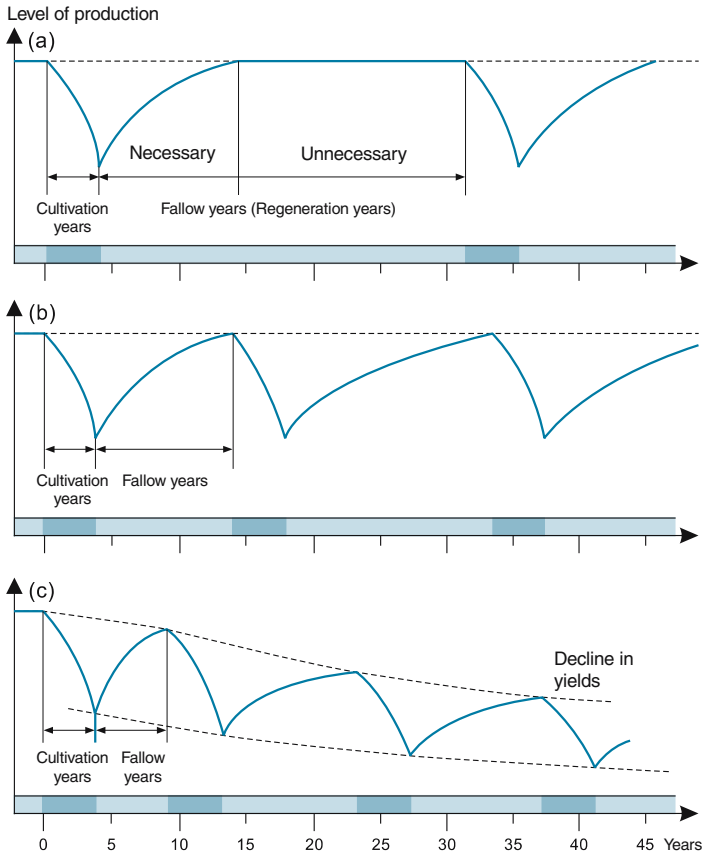 Level of production
(a)
Necessary
Unnecessary
Cultivation
years
Fallow years (Regeneration years)
(b)
Cultivation
years
Fallow years
(c)
Decline in
yields
Cultivation
years
Fallow
years
0 5 10 15 20 25 30 35 40 45 Years